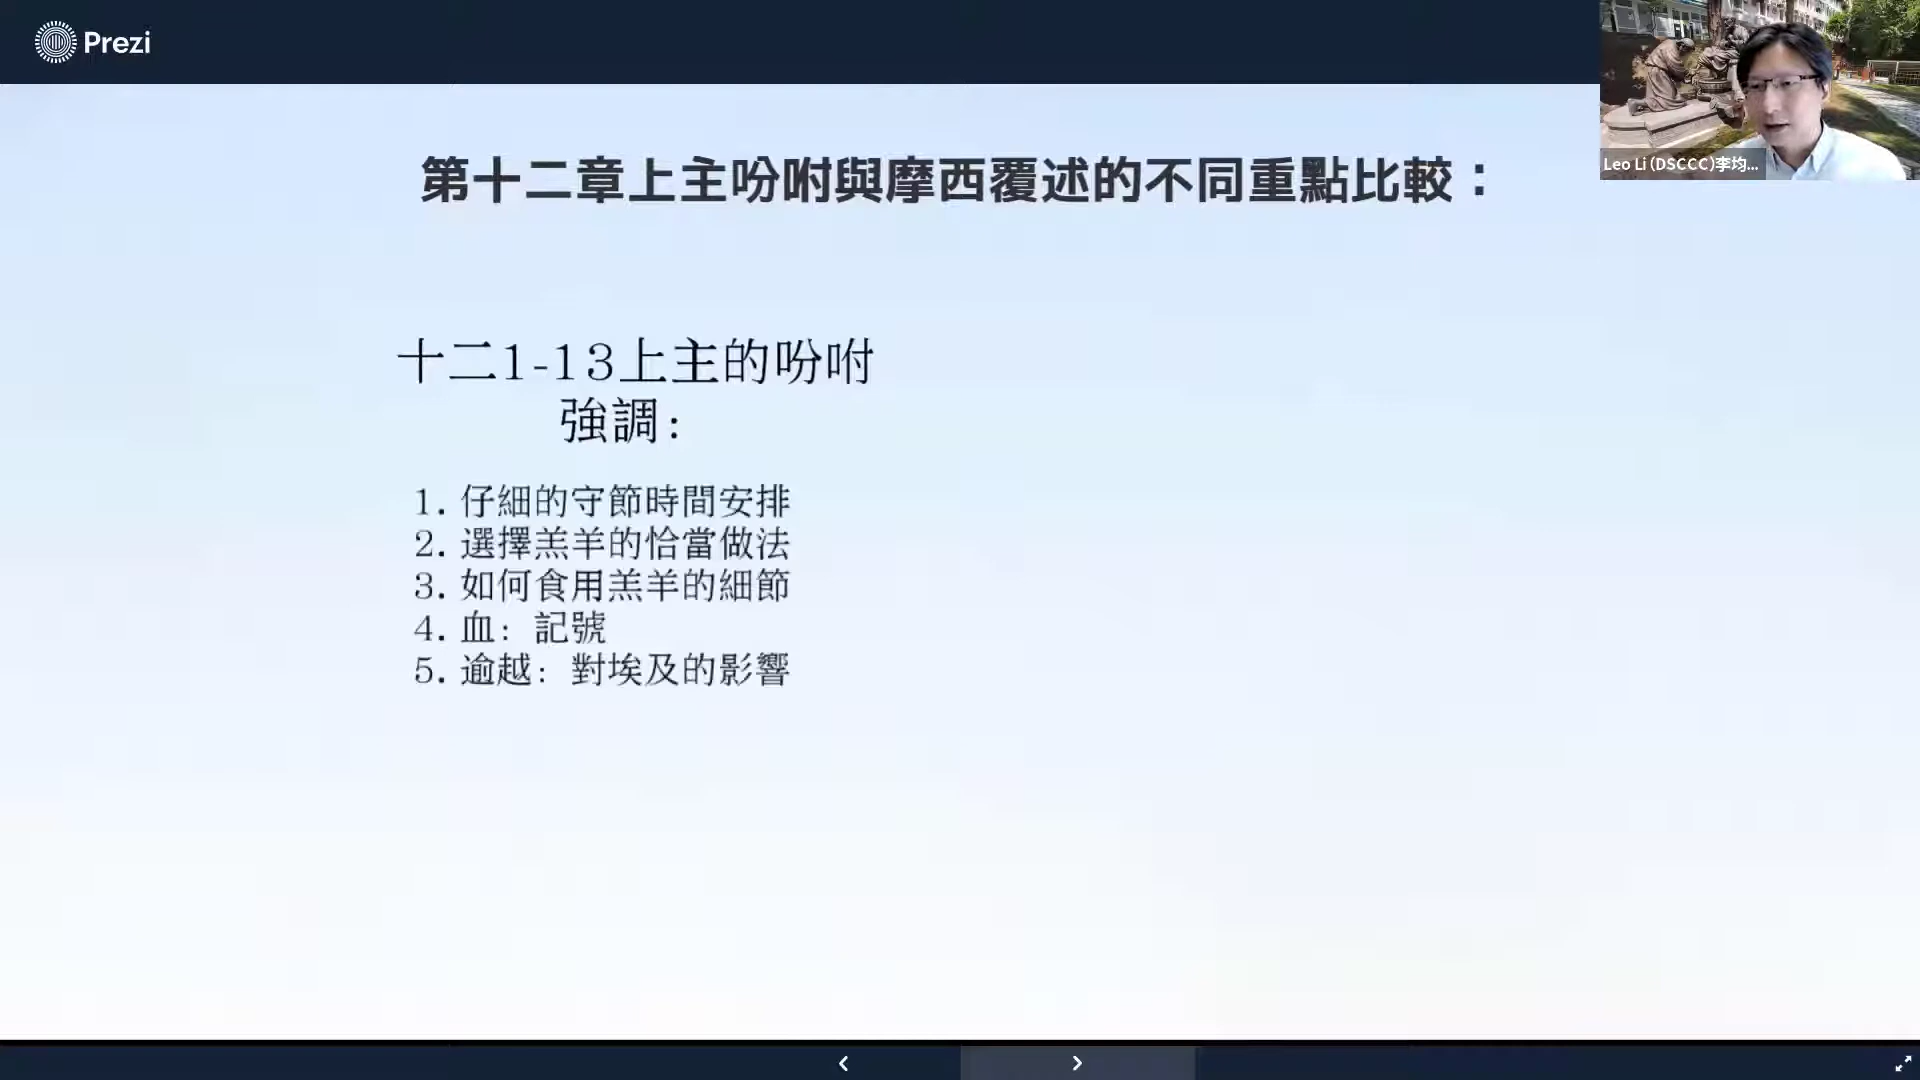 Prezi
Leo Li (DSCCC)李均...
第十二章上主吩咐與摩西覆述的不同重點比較：
十二1-13上主的吩咐
強調：
1. 仔細的守節時間安排
2. 選擇羔羊的恰當做法
3. 如何食用羔羊的細節
4. 血：記號
5. 逾越：對埃及的影響